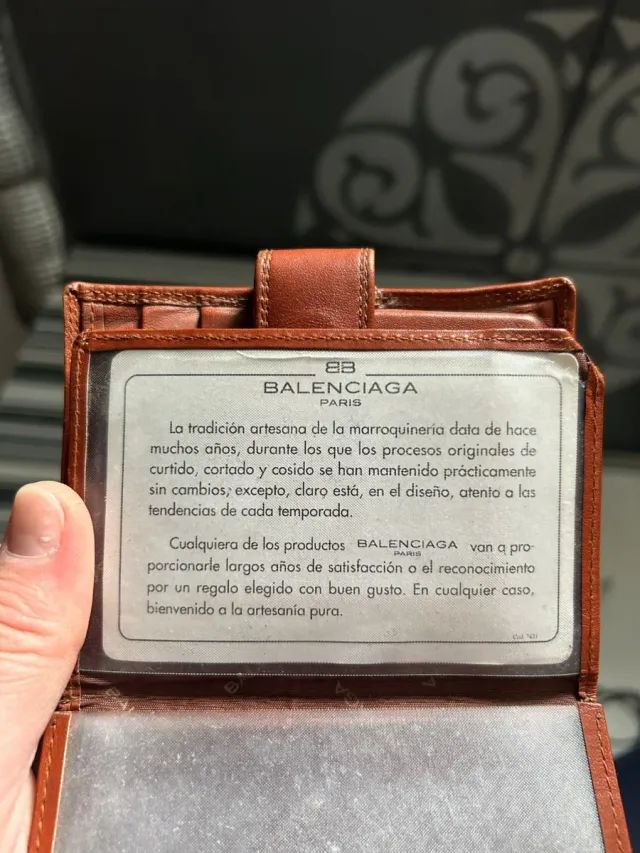 BB
BALENCIAGA
PARIS
La tradición artesana de la marroquinería data de hace
muchos años, durante los que los procesos originales de
curtido, cortado y cosido se han mantenido prácticamente
sin cambios, excepto, claro está, en el diseño, atento a las
tendencias de cada temporada.
Cualquiera de los productos BALENCIAGA PARIS van a pro-
porcionarle largos años de satisfacción o el reconocimiento
por un regalo elegido con buen gusto. En cualquier caso,
bienvenido a la artesanía pura.